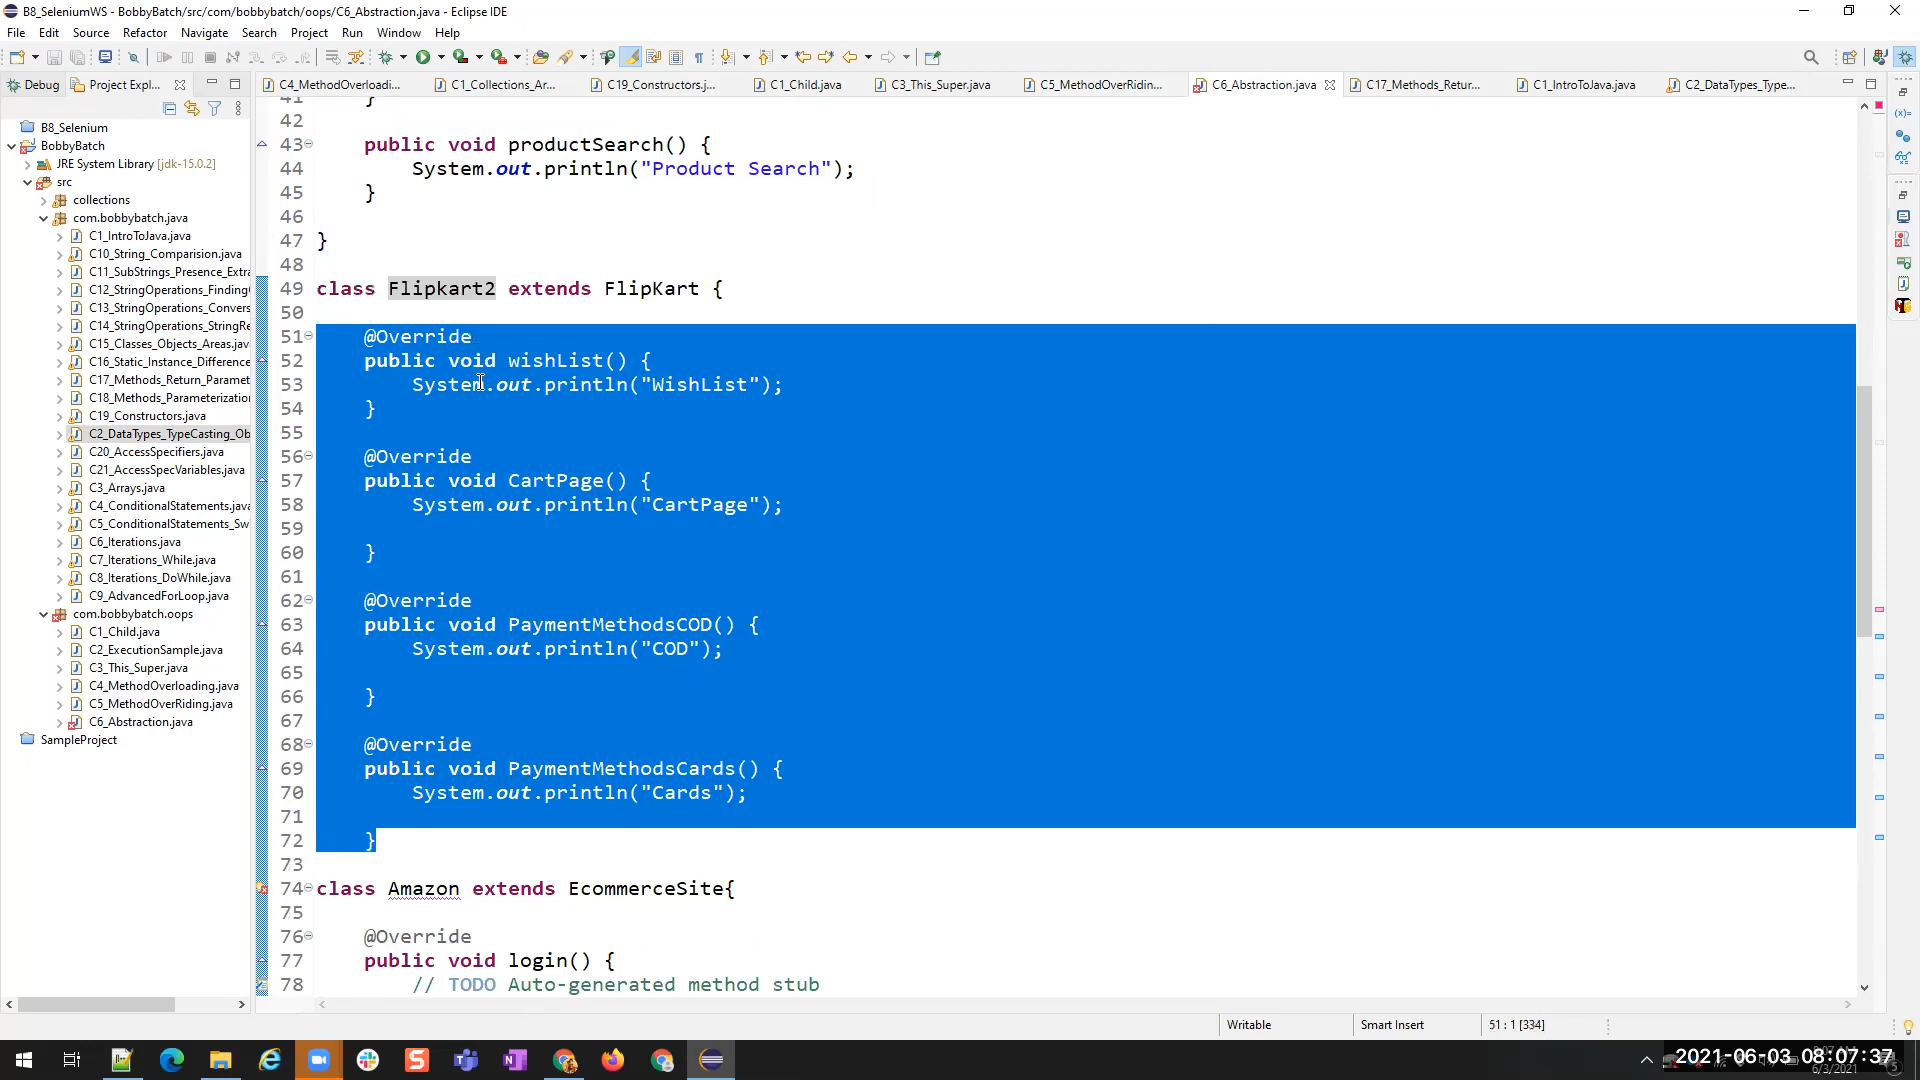 B8_SeleniumWS - BobbyBatch/src/com/bobbybatch/oops/C6_Abstraction.java - Eclipse IDE
File Edit Source Refactor Navigate Search Project Run Window Help
Debug Project Expl...
C4_MethodOverloadi... C1_Collections_Ar... C19_Constructors.j... C1_Child.java C3_This_Super.java C5_MethodOverRidin... C6_Abstraction.java C17_Methods_Retur... C1_IntroToJava.java C2_DataTypes_Type...
B8_Selenium
BobbyBatch
JRE System Library [jdk-15.0.2]
src
collections
com.bobbybatch.java
C1_IntroToJava.java
C10_String_Comparision.java
C11_SubStrings_Presence_Extra
C12_StringOperations_Finding
C13_StringOperations_Convers
C14_StringOperations_StringRe
C15_Classes_Objects_Areas.jav
C16_Static_Instance_Difference
C17_Methods_Return_Paramet
C18_Methods_Parameterization
C19_Constructors.java
C2_DataTypes_TypeCasting_Ob
C20_AccessSpecifiers.java
C21_AccessSpecVariables.java
C3_Arrays.java
C4_ConditionalStatements.java
C5_ConditionalStatements_Sw
C6_Iterations.java
C7_Iterations_While.java
C8_Iterations_DoWhile.java
C9_AdvancedForLoop.java
com.bobbybatch.oops
C1_Child.java
C2_ExecutionSample.java
C3_This_Super.java
C4_MethodOverloading.java
C5_MethodOverRiding.java
C6_Abstraction.java
SampleProject
41 }
42
43 public void productSearch() {
44 System.out.println("Product Search");
45 }
46
47 }
48
49 class Flipkart2 extends FlipKart {
50
51 @Override
52 public void wishList() {
53 System.out.println("WishList");
54 }
55
56 @Override
57 public void CartPage() {
58 System.out.println("CartPage");
59
60 }
61
62 @Override
63 public void PaymentMethodsCOD() {
64 System.out.println("COD");
65
66 }
67
68 @Override
69 public void PaymentMethodsCards() {
70 System.out.println("Cards");
71
72 }
73
74 class Amazon extends EcommerceSite{
75
76 @Override
77 public void login() {
78 // TODO Auto-generated method stub
Writable Smart Insert 51 : 1 [334]
2021-06-03 08:07:37
6/3/2021